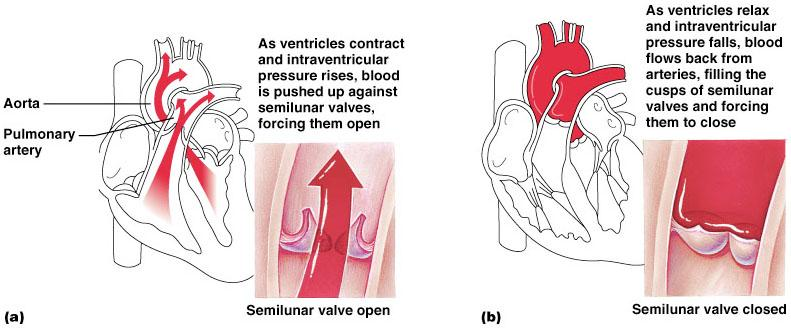 As ventricles contract
and intraventricular
pressure rises, blood
is pushed up against
semilunar valves,
forcing them open
Aorta
Pulmonary
artery
Semilunar valve open
(a)
As ventricles relax
and intraventricular
pressure falls, blood
flows back from
arteries, filling the
cusps of semilunar
valves and forcing
them to close
Semilunar valve closed
(b)